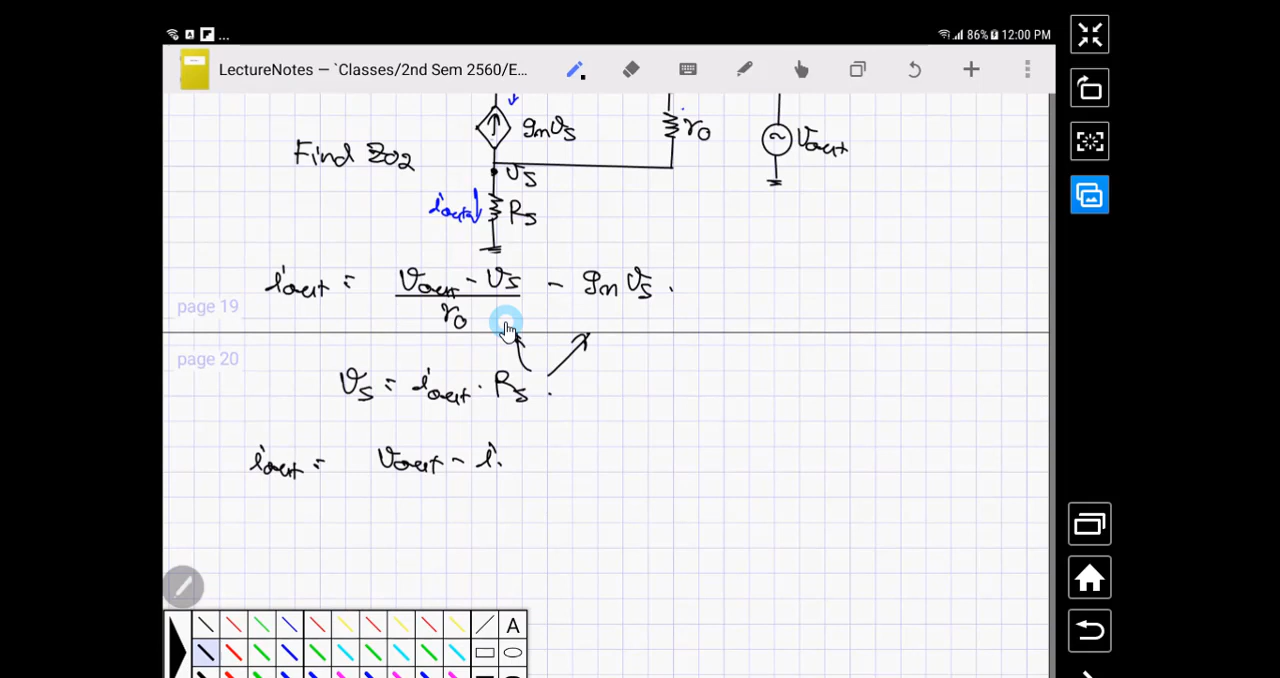 ... 86% 12:00 PM
LectureNotes — `Classes/2nd Sem 2560/E...
gmvs
ro
Vout
Find Zo2
vs
iout
Rs
iout = (vout - vs) / ro - gm vs.
page 19
page 20
vs = iout . Rs .
iout = vout - i.
A